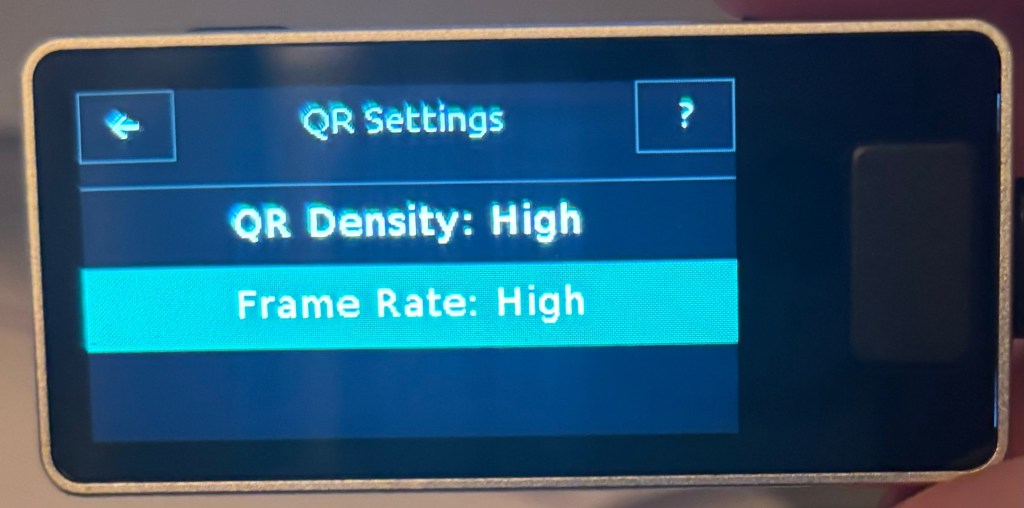 QR Settings
?
QR Density: High
Frame Rate: High